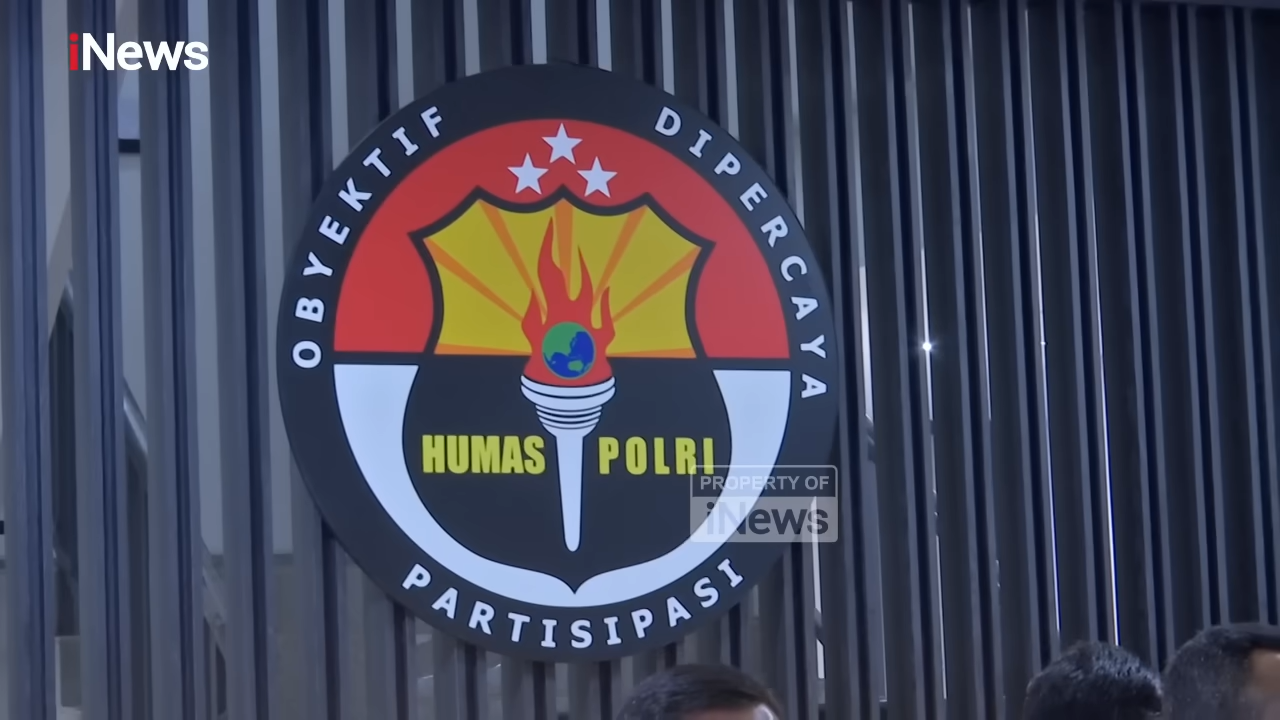 iNews
OBYEKTIF DIPERCAYA
HUMAS POLRI
PROPERTY OF
iNews
PARTISIPASI